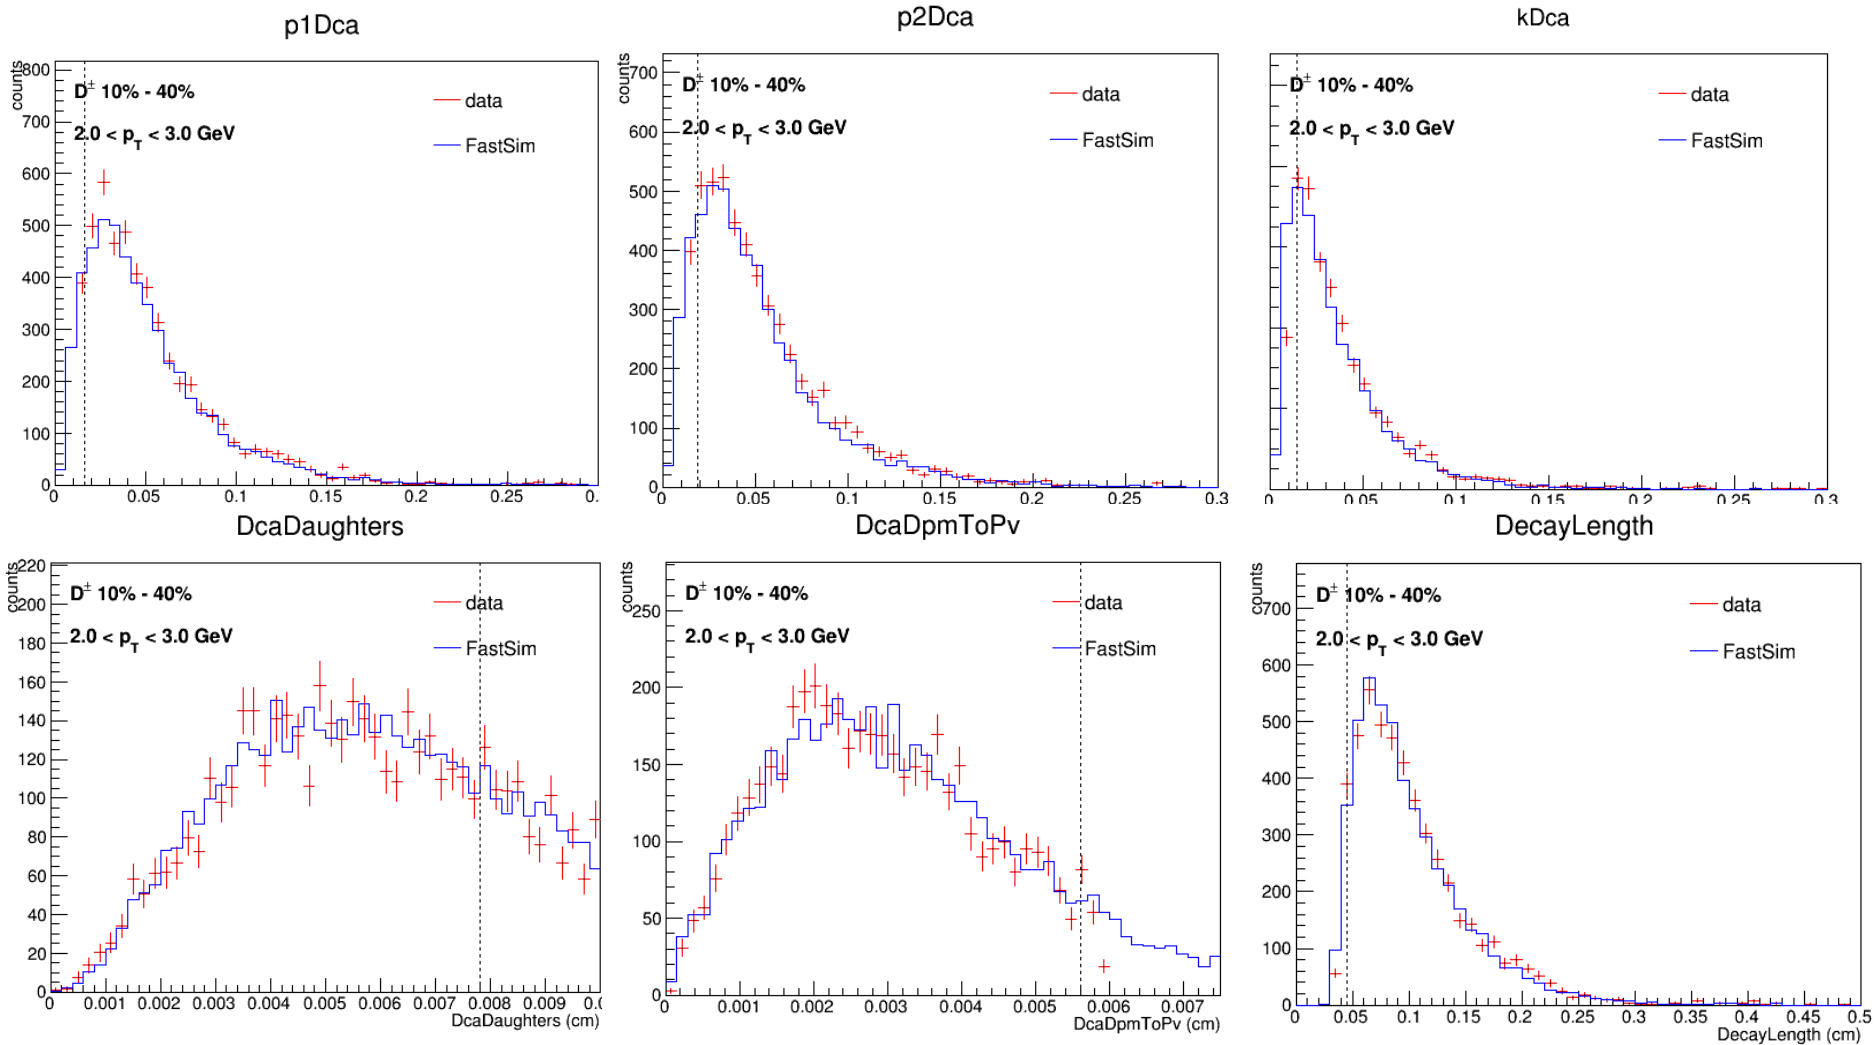 p1Dca
counts
800
700
600
500
400
300
200
100
0
D± 10% - 40%
2.0 < pT < 3.0 GeV
data
FastSim
0 0.05 0.1 0.15 0.2 0.25 0.
p2Dca
counts
700
600
500
400
300
200
100
0
D± 10% - 40%
2.0 < pT < 3.0 GeV
data
FastSim
0 0.05 0.1 0.15 0.2 0.25 0.3
kDca
D± 10% - 40%
2.0 < pT < 3.0 GeV
data
FastSim
0 0.05 0.1 0.15 0.2 0.25 0.3
DcaDaughters
counts
220
200
180
160
140
120
100
80
60
40
20
0
D± 10% - 40%
2.0 < pT < 3.0 GeV
data
FastSim
0 0.001 0.002 0.003 0.004 0.005 0.006 0.007 0.008 0.009 0.0
DcaDaughters (cm)
DcaDpmToPv
counts
250
200
150
100
50
0
D± 10% - 40%
2.0 < pT < 3.0 GeV
data
FastSim
0 0.001 0.002 0.003 0.004 0.005 0.006 0.007
DcaDpmToPv (cm)
DecayLength
counts
700
600
500
400
300
200
100
0
D± 10% - 40%
2.0 < pT < 3.0 GeV
data
FastSim
0 0.05 0.1 0.15 0.2 0.25 0.3 0.35 0.4 0.45 0.5
DecayLength (cm)